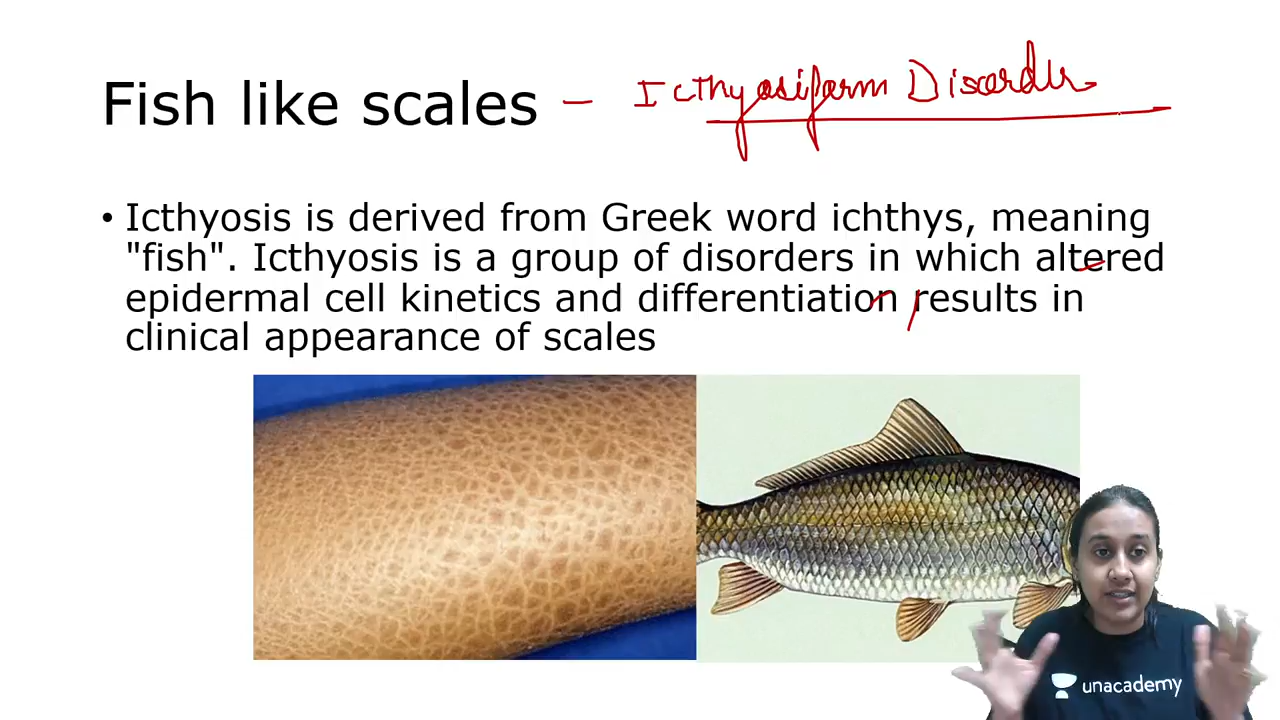 Fish like scales - Icthyosiform Disorder
• Icthyosis is derived from Greek word ichthys, meaning
"fish". Icthyosis is a group of disorders in which altered
epidermal cell kinetics and differentiation results in
clinical appearance of scales
unacademy